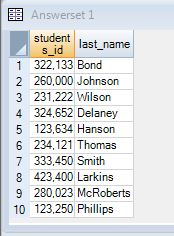 Answerset 1
students_id last_name
1 322,133 Bond
2 260,000 Johnson
3 231,222 Wilson
4 324,652 Delaney
5 123,634 Hanson
6 234,121 Thomas
7 333,450 Smith
8 423,400 Larkins
9 280,023 McRoberts
10 123,250 Phillips